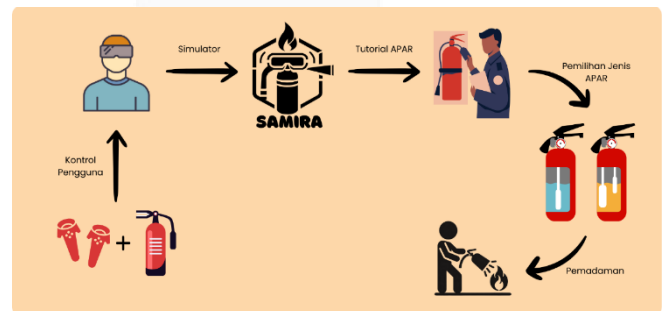 Simulator
Tutorial APAR
Pemilihan Jenis
APAR
SAMIRA
Kontrol
Pengguna
+
Pemadaman